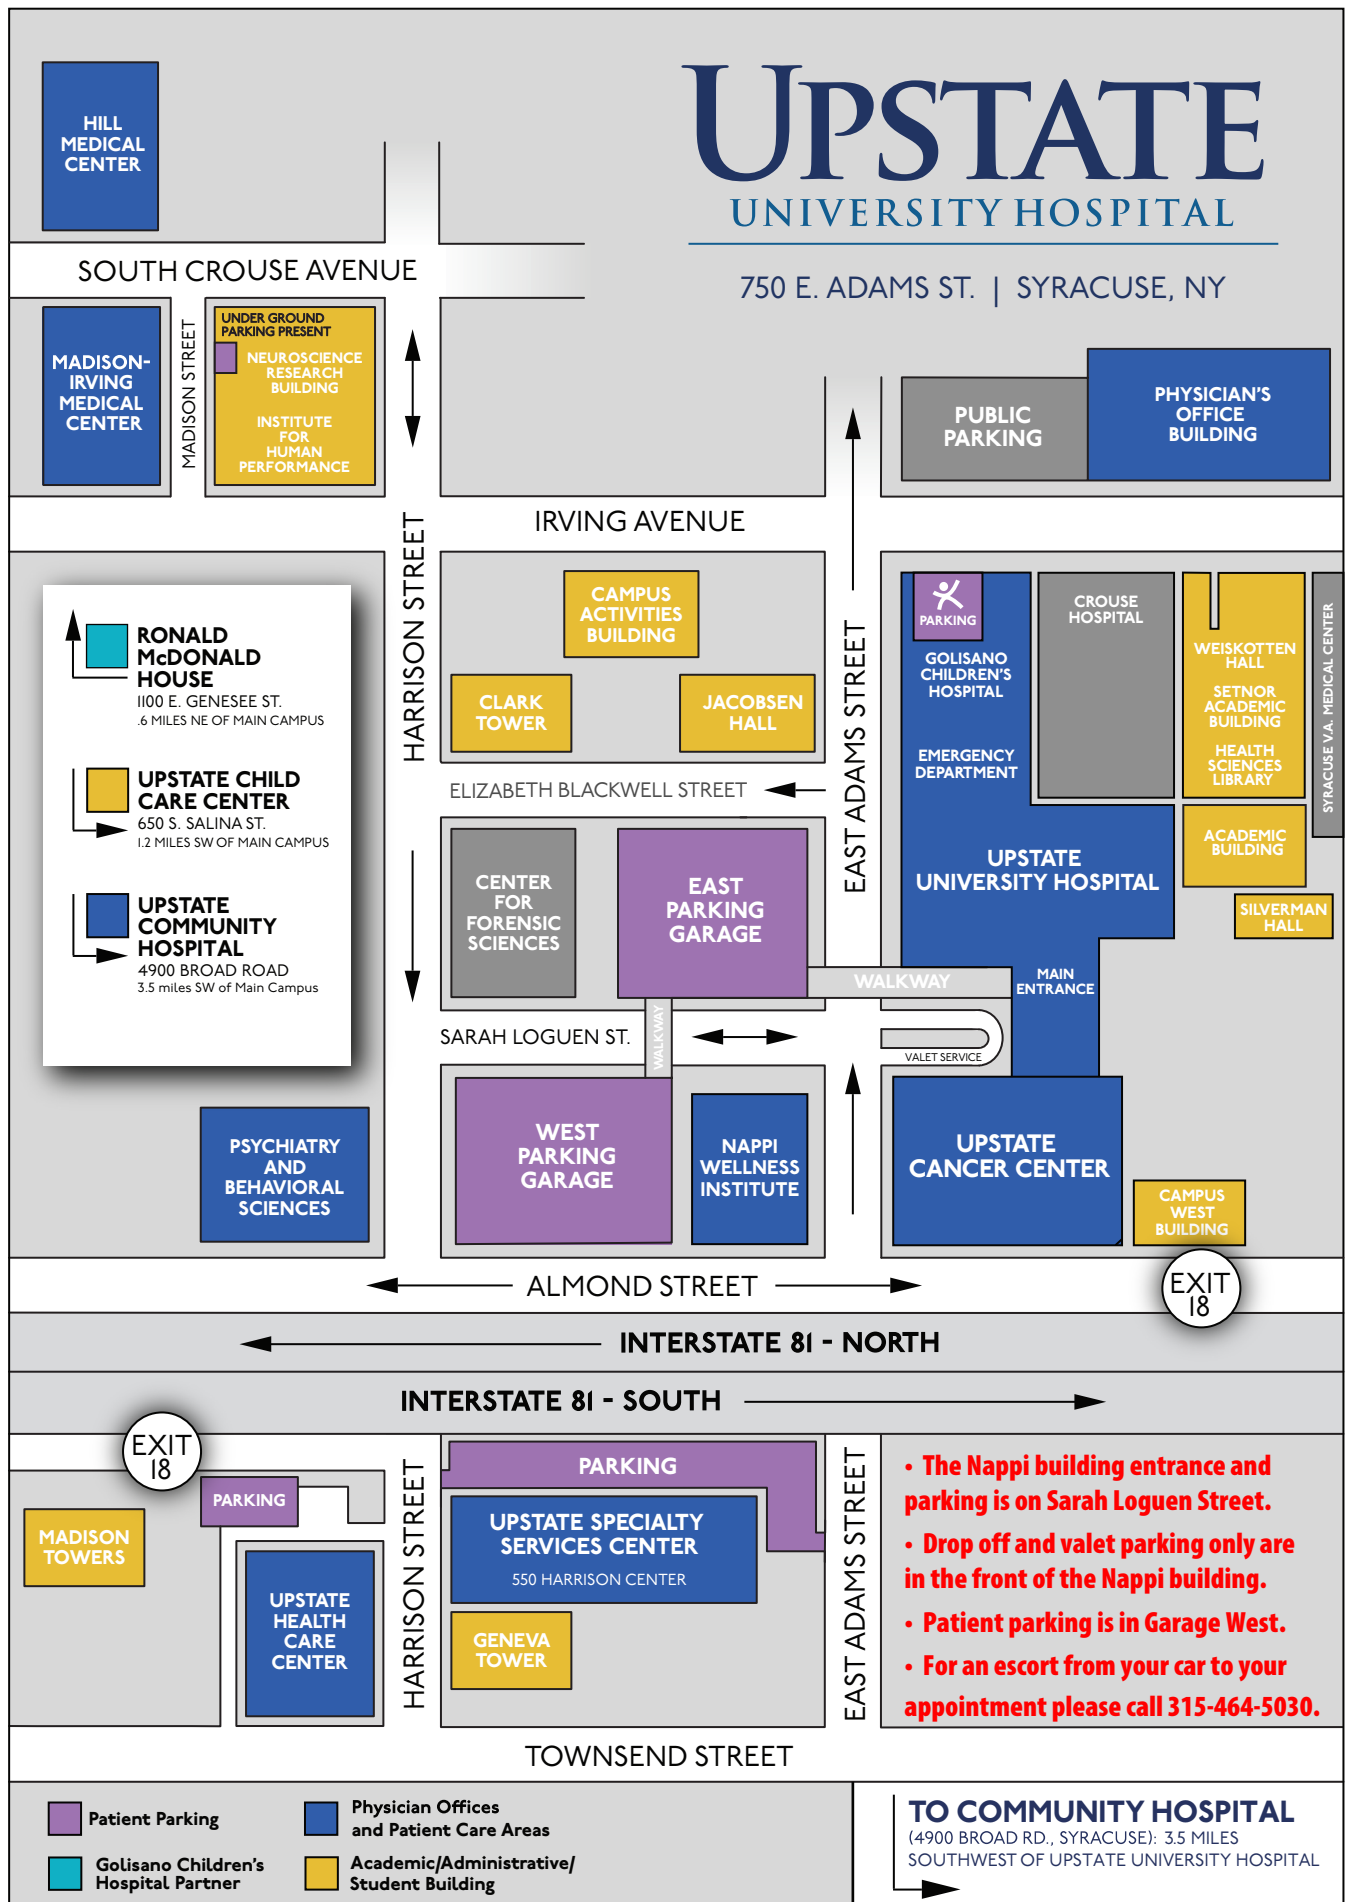 UPSTATE
UNIVERSITY HOSPITAL
750 E. ADAMS ST. | SYRACUSE, NY
HILL
MEDICAL
CENTER
SOUTH CROUSE AVENUE
MADISON-
IRVING
MEDICAL
CENTER
MADISON STREET
UNDER GROUND
PARKING PRESENT
NEUROSCIENCE
RESEARCH
BUILDING
INSTITUTE
FOR
HUMAN
PERFORMANCE
PUBLIC
PARKING
PHYSICIAN'S
OFFICE
BUILDING
IRVING AVENUE
HARRISON STREET
EAST ADAMS STREET
RONALD
McDONALD
HOUSE
1100 E. GENESEE ST.
.6 MILES NE OF MAIN CAMPUS
UPSTATE CHILD
CARE CENTER
650 S. SALINA ST.
1.2 MILES SW OF MAIN CAMPUS
UPSTATE
COMMUNITY
HOSPITAL
4900 BROAD ROAD
3.5 miles SW of Main Campus
CAMPUS
ACTIVITIES
BUILDING
CLARK
TOWER
JACOBSEN
HALL
ELIZABETH BLACKWELL STREET
PARKING
GOLISANO
CHILDREN'S
HOSPITAL
EMERGENCY
DEPARTMENT
CROUSE
HOSPITAL
WEISKOTTEN
HALL
SETNOR
ACADEMIC
BUILDING
HEALTH
SCIENCES
LIBRARY
SYRACUSE V.A. MEDICAL CENTER
ACADEMIC
BUILDING
SILVERMAN
HALL
UPSTATE
UNIVERSITY HOSPITAL
CENTER
FOR
FORENSIC
SCIENCES
EAST
PARKING
GARAGE
WALKWAY
MAIN
ENTRANCE
SARAH LOGUEN ST.
WALKWAY
VALET SERVICE
PSYCHIATRY
AND
BEHAVIORAL
SCIENCES
WEST
PARKING
GARAGE
NAPPI
WELLNESS
INSTITUTE
UPSTATE
CANCER CENTER
CAMPUS
WEST
BUILDING
ALMOND STREET
EXIT
18
INTERSTATE 81 - NORTH
INTERSTATE 81 - SOUTH
EXIT
18
PARKING
MADISON
TOWERS
UPSTATE
HEALTH
CARE
CENTER
HARRISON STREET
PARKING
UPSTATE SPECIALTY
SERVICES CENTER
550 HARRISON CENTER
GENEVA
TOWER
EAST ADAMS STREET
• The Nappi building entrance and
parking is on Sarah Loguen Street.
• Drop off and valet parking only are
in the front of the Nappi building.
• Patient parking is in Garage West.
• For an escort from your car to your
appointment please call 315-464-5030.
TOWNSEND STREET
Patient Parking
Golisano Children's
Hospital Partner
Physician Offices
and Patient Care Areas
Academic/Administrative/
Student Building
TO COMMUNITY HOSPITAL
(4900 BROAD RD., SYRACUSE): 3.5 MILES
SOUTHWEST OF UPSTATE UNIVERSITY HOSPITAL